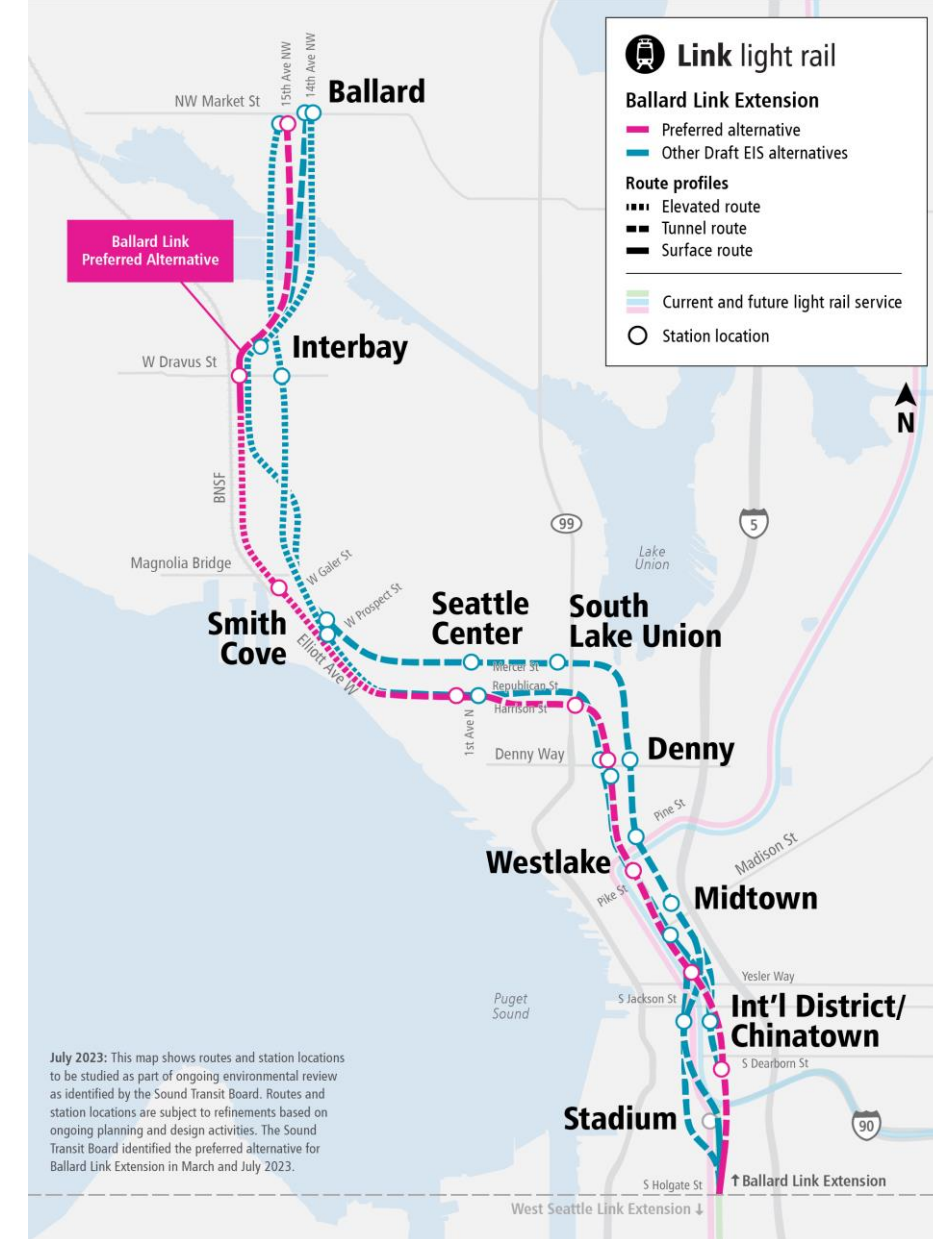 Link light rail
Ballard Link Extension
Preferred alternative
Other Draft EIS alternatives
Route profiles
Elevated route
Tunnel route
Surface route
Current and future light rail service
Station location
N
15th Ave NW
14th Ave NW
NW Market St
Ballard
Ballard Link
Preferred Alternative
Interbay
W Dravus St
BNSF
99
5
Lake
Union
Magnolia Bridge
W Galer St
W Prospect St
Smith
Cove
Elliott Ave W
Seattle
Center
South
Lake Union
Mercer St
Republican St
Harrison St
1st Ave N
Denny Way
Denny
Pine St
Westlake
Madison St
Pike St
Midtown
Yesler Way
Puget
Sound
S Jackson St
Int'l District/
Chinatown
S Dearborn St
Stadium
90
July 2023: This map shows routes and station locations
to be studied as part of ongoing environmental review
as identified by the Sound Transit Board. Routes and
station locations are subject to refinements based on
ongoing planning and design activities. The Sound
Transit Board identified the preferred alternative for
Ballard Link Extension in March and July 2023.
S Holgate St
↑ Ballard Link Extension
West Seattle Link Extension ↓